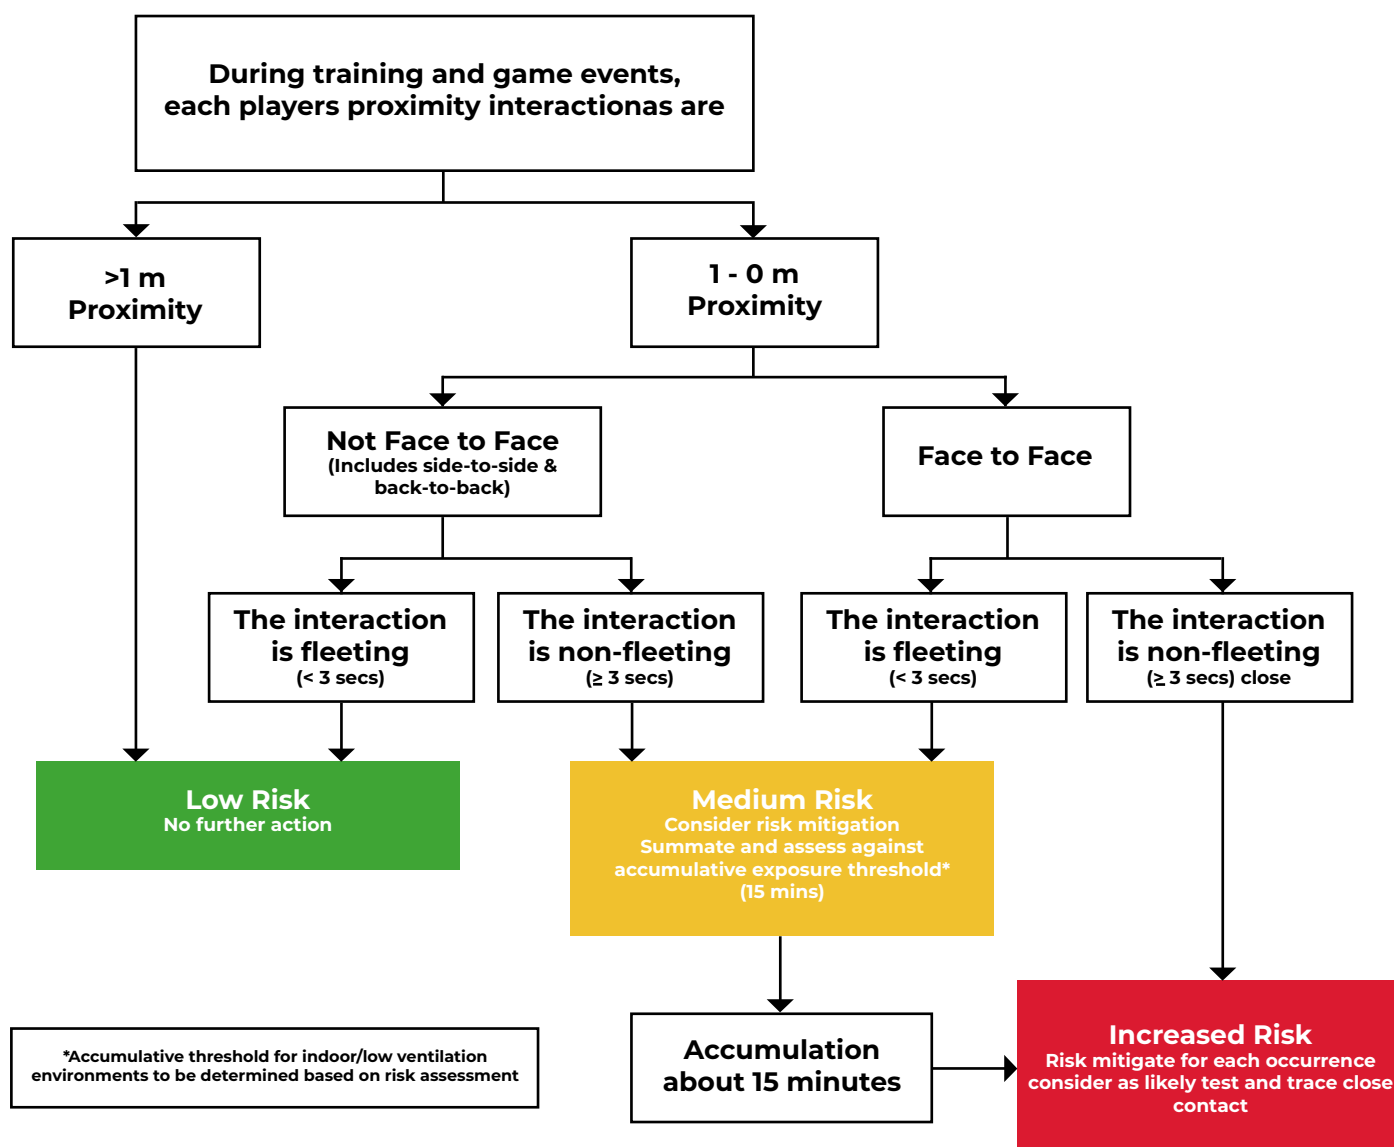 During training and game events,
each players proximity interactionas are
>1 m
Proximity
1 - 0 m
Proximity
Not Face to Face
(Includes side-to-side &
back-to-back)
Face to Face
The interaction
is fleeting
(< 3 secs)
The interaction
is non-fleeting
(≥ 3 secs)
The interaction
is fleeting
(< 3 secs)
The interaction
is non-fleeting
(≥ 3 secs) close
Low Risk
No further action
Medium Risk
Consider risk mitigation
Summate and assess against
accumulative exposure threshold*
(15 mins)
*Accumulative threshold for indoor/low ventilation
environments to be determined based on risk assessment
Accumulation
about 15 minutes
Increased Risk
Risk mitigate for each occurrence
consider as likely test and trace close
contact